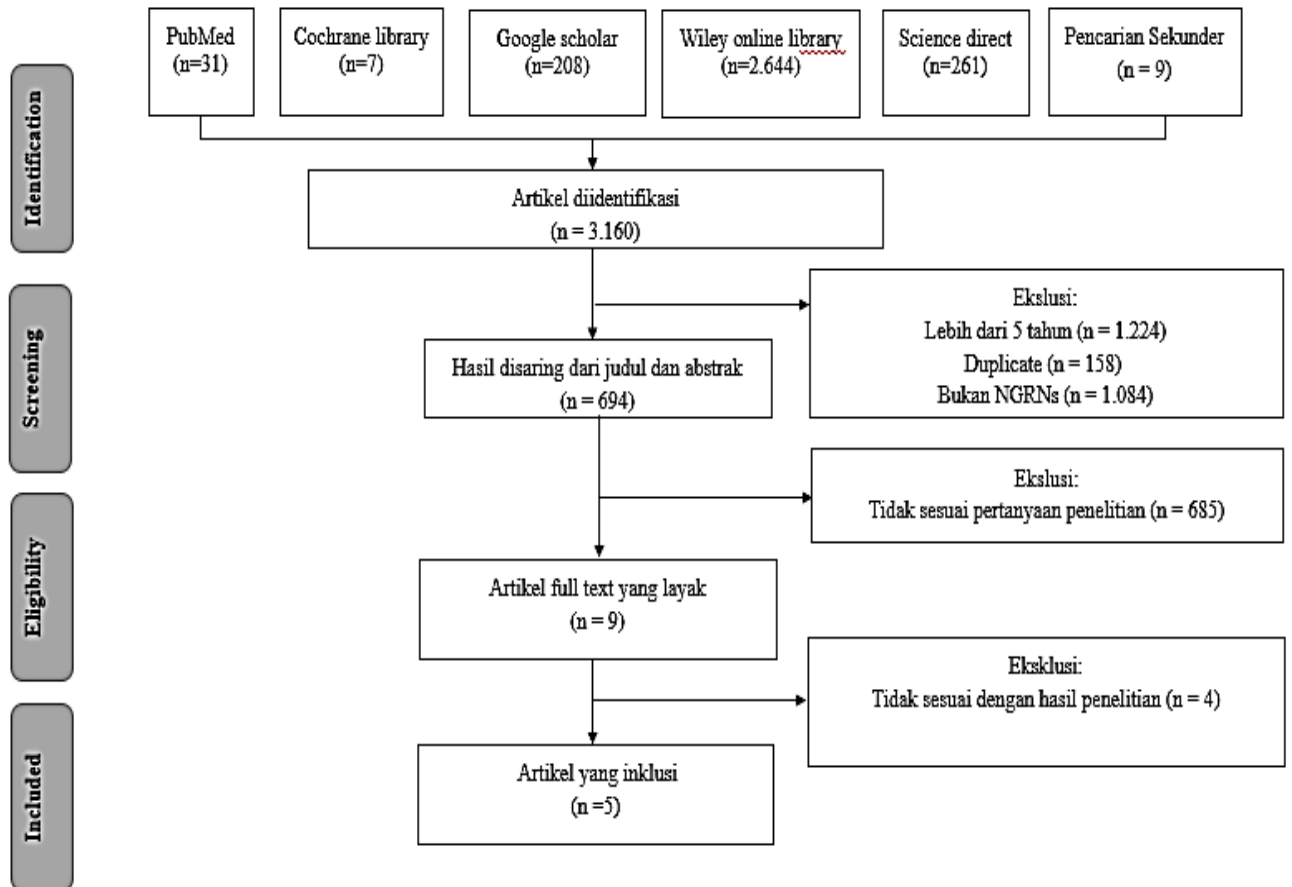 PubMed
(n=31)
Cochrane library
(n=7)
Google scholar
(n=208)
Wiley online library
(n=2.644)
Science direct
(n=261)
Pencarian Sekunder
(n = 9)
Identification
Artikel diidentifikasi
(n = 3.160)
Screening
Ekslusi:
Lebih dari 5 tahun (n = 1.224)
Duplicate (n = 158)
Bukan NGRNs (n = 1.084)
Hasil disaring dari judul dan abstrak
(n = 694)
Ekslusi:
Tidak sesuai pertanyaan penelitian (n = 685)
Eligibility
Artikel full text yang layak
(n = 9)
Eksklusi:
Tidak sesuai dengan hasil penelitian (n = 4)
Included
Artikel yang inklusi
(n =5)